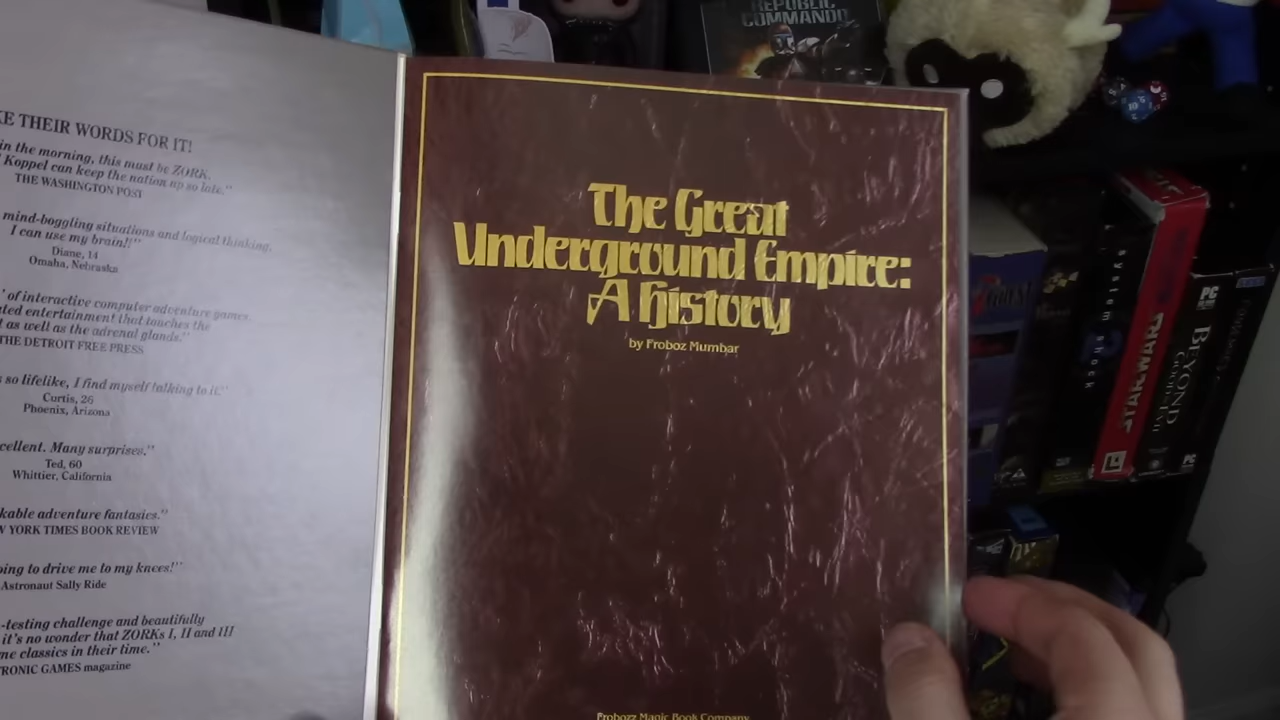 KE THEIR WORDS FOR IT!
in the morning, this must be ZORK.
Koppel can keep the nation up so late."
THE WASHINGTON POST
mind-boggling situations and logical thinking.
I can use my brain!!"
Diane, 14
Omaha, Nebraska
' of interactive computer adventure games.
ted entertainment that touches the
l as well as the adrenal glands."
THE DETROIT FREE PRESS
so lifelike, I find myself talking to it."
Curtis, 26
Phoenix, Arizona
cellent. Many surprises."
Ted, 60
Whittier, California
kable adventure fantasies."
W YORK TIMES BOOK REVIEW
oing to drive me to my knees!"
Astronaut Sally Ride
-testing challenge and beautifully
it's no wonder that ZORKs I, II and III
me classics in their time."
TRONIC GAMES magazine
The Great
Underground Empire:
A History
by Froboz Mumbar
Frobozz Magic Book Company
REPUBLIC
COMMANDO
system shock
STAR WARS
PC
BEYOND
GOOD & EVIL
PC